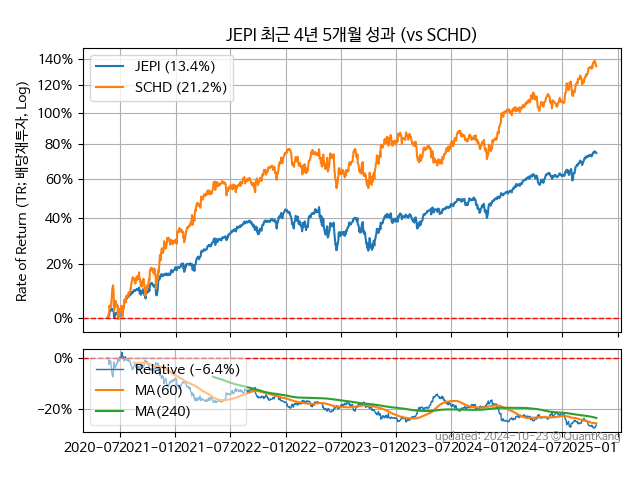 JEPI 최근 4년 5개월 성과 (vs SCHD)
Rate of Return (TR: 배당재투자, Log)
140%
120%
100%
80%
60%
40%
20%
0%
JEPI (13.4%)
SCHD (21.2%)
0%
−20%
Relative (−6.4%)
MA(60)
MA(240)
updated: 2024-10-23 © QuantKang
2020-07 2021-01 2021-07 2022-01 2022-07 2023-01 2023-07 2024-01 2024-07 2025-01